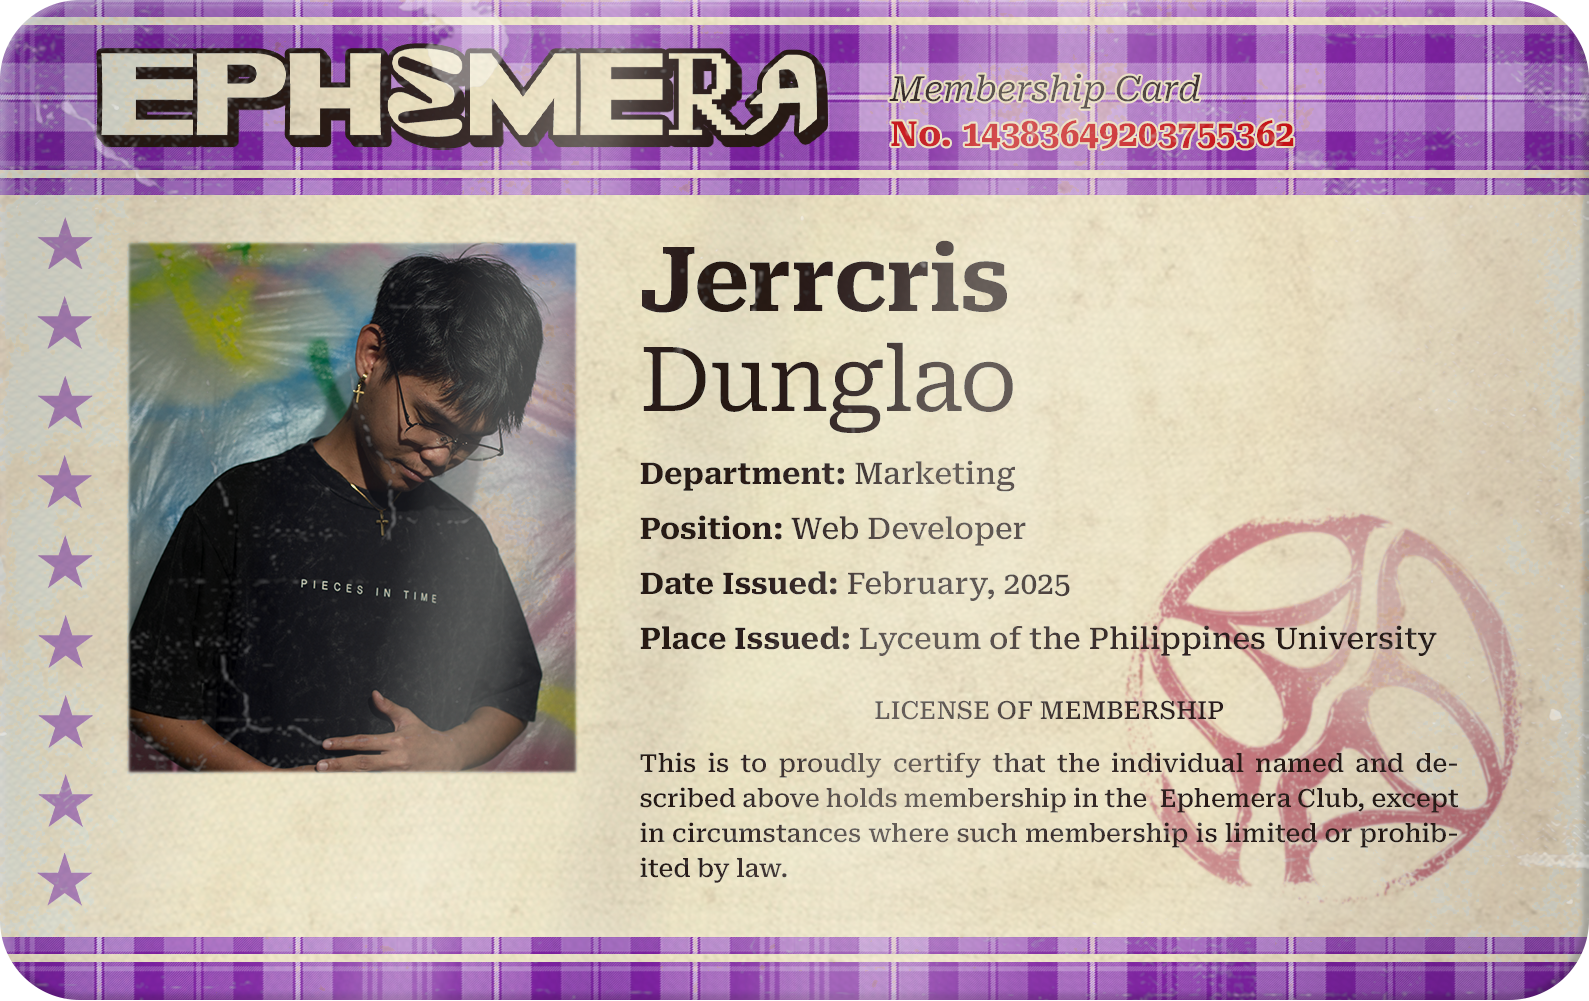 EPHEMERA
Membership Card
No. 14383649203755362
Jerrcris
Dunglao
Department: Marketing
Position: Web Developer
Date Issued: February, 2025
Place Issued: Lyceum of the Philippines University
PIECES IN TIME
LICENSE OF MEMBERSHIP
This is to proudly certify that the individual named and de-
scribed above holds membership in the Ephemera Club, except
in circumstances where such membership is limited or prohib-
ited by law.